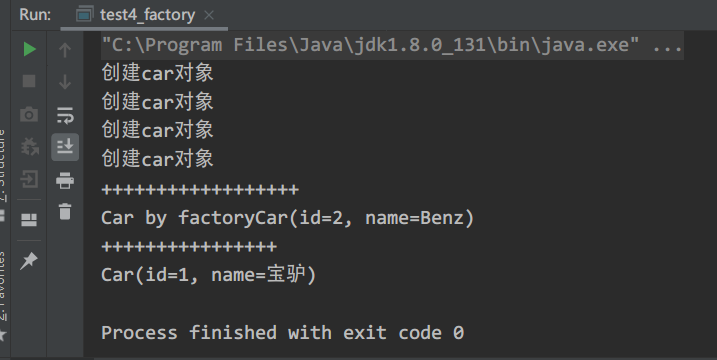 Run: test4_factory
"C:\Program Files\Java\jdk1.8.0_131\bin\java.exe" ...
创建car对象
创建car对象
创建car对象
创建car对象
++++++++++++++++++
Car by factoryCar(id=2, name=Benz)
++++++++++++++++
Car(id=1, name=宝驴)
Process finished with exit code 0
Structure
2: Favorites